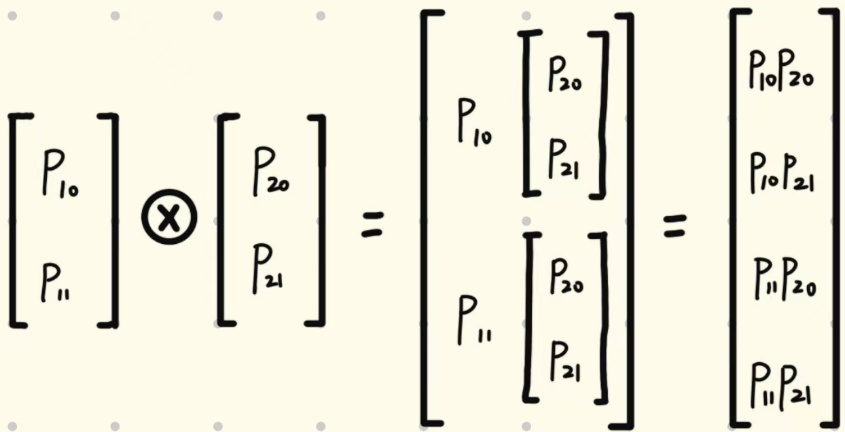 [P₁₀ P₁₁] ⊗ [P₂₀ P₂₁] = [P₁₀ [P₂₀ P₂₁] P₁₁ [P₂₀ P₂₁]] = [P₁₀P₂₀ P₁₀P₂₁ P₁₁P₂₀ P₁₁P₂₁]